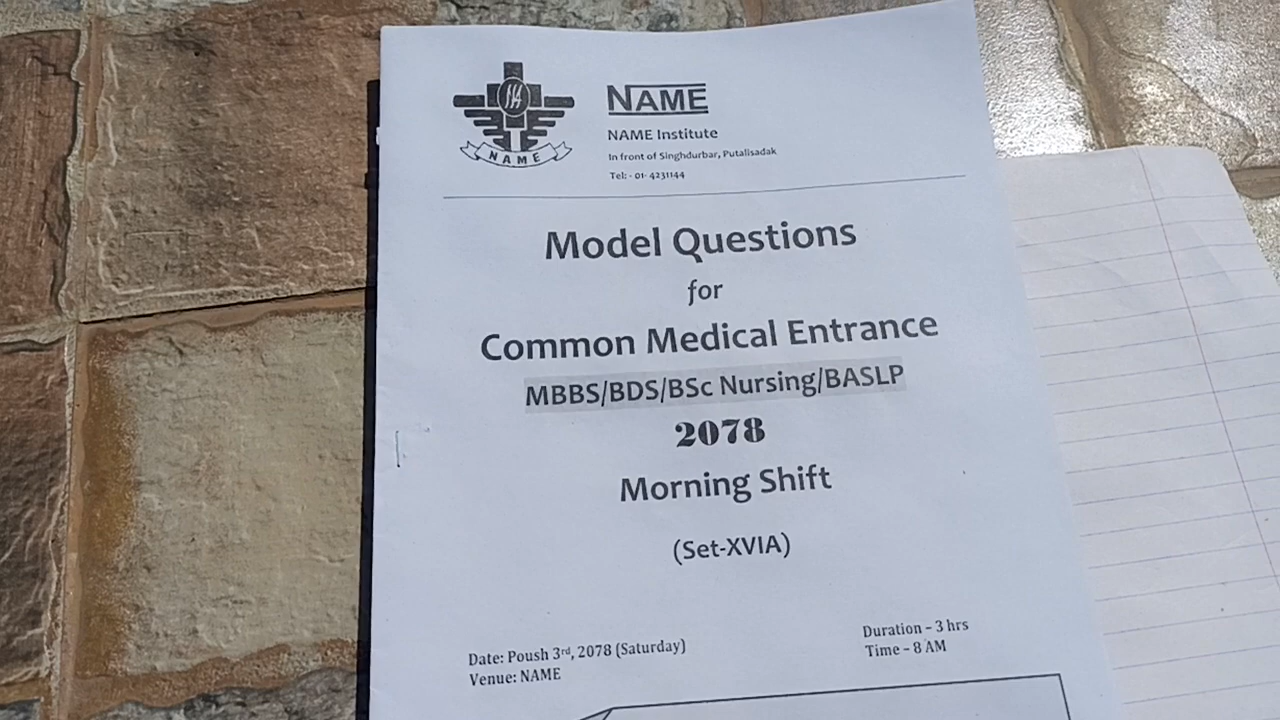 NAME
NAME
NAME Institute
In front of Singhdurbar, Putalisadak
Tel: - 01- 4231144
Model Questions
for
Common Medical Entrance
MBBS/BDS/BSc Nursing/BASLP
2078
Morning Shift
(Set-XVIA)
Date: Poush 3rd, 2078 (Saturday)
Duration – 3 hrs
Venue: NAME
Time – 8 AM